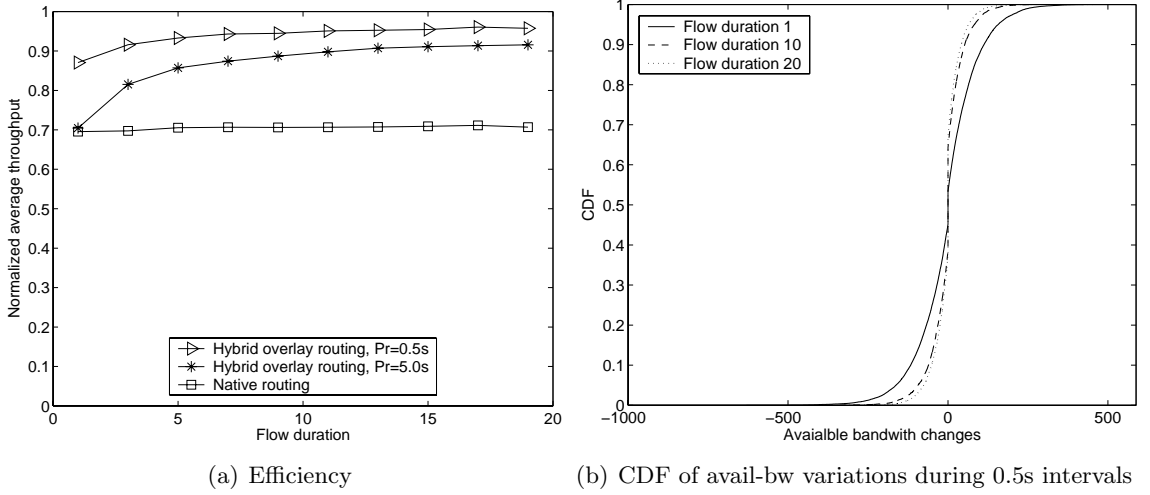 1
0.9
0.8
0.7
0.6
0.5
0.4
0.3
0.2
0.1
0
Normalized average throughput
Hybrid overlay routing, Pr=0.5s
Hybrid overlay routing, Pr=5.0s
Native routing
0 5 10 15 20
Flow duration
(a) Efficiency
1
0.9
0.8
0.7
0.6
0.5
0.4
0.3
0.2
0.1
0
CDF
Flow duration 1
Flow duration 10
Flow duration 20
−1000 −500 0 500
Avaialble bandwith changes
(b) CDF of avail-bw variations during 0.5s intervals